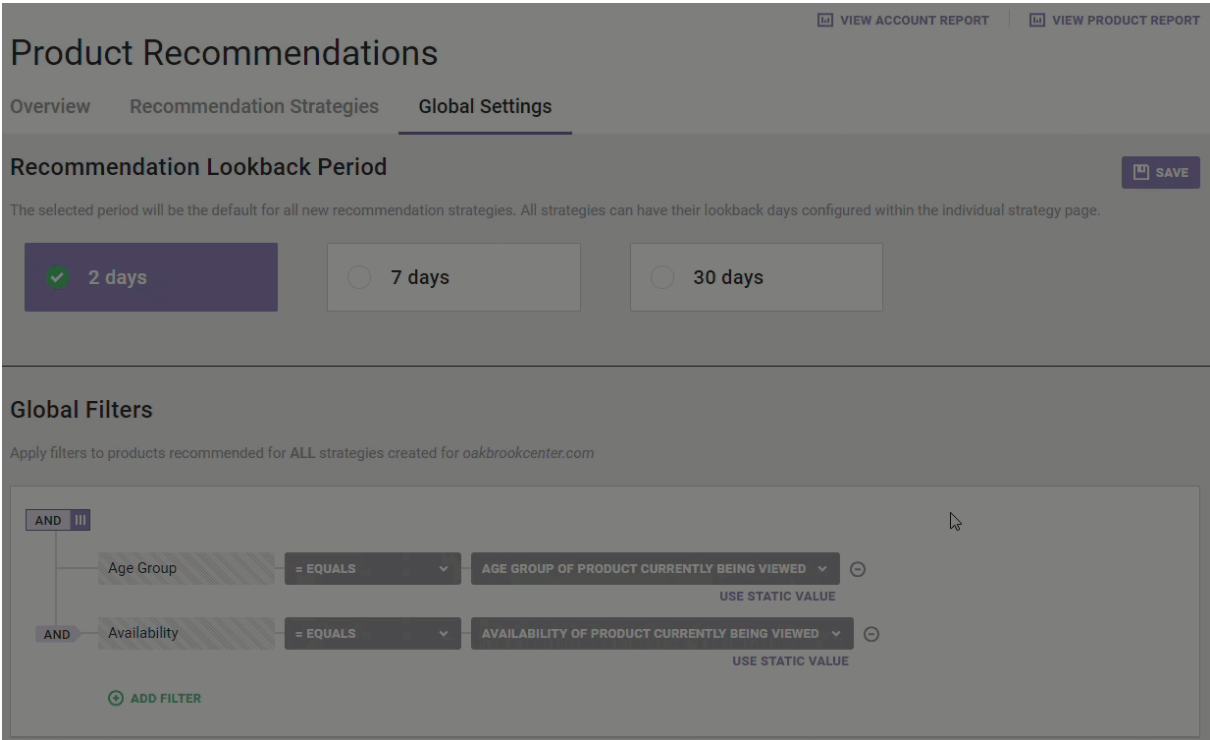 VIEW ACCOUNT REPORT VIEW PRODUCT REPORT
Product Recommendations
Overview Recommendation Strategies Global Settings
Recommendation Lookback Period SAVE
The selected period will be the default for all new recommendation strategies. All strategies can have their lookback days configured within the individual strategy page.
2 days 7 days 30 days
Global Filters
Apply filters to products recommended for ALL strategies created for oakbrookcenter.com
AND
Age Group = EQUALS AGE GROUP OF PRODUCT CURRENTLY BEING VIEWED
USE STATIC VALUE
AND Availability = EQUALS AVAILABILITY OF PRODUCT CURRENTLY BEING VIEWED
USE STATIC VALUE
ADD FILTER